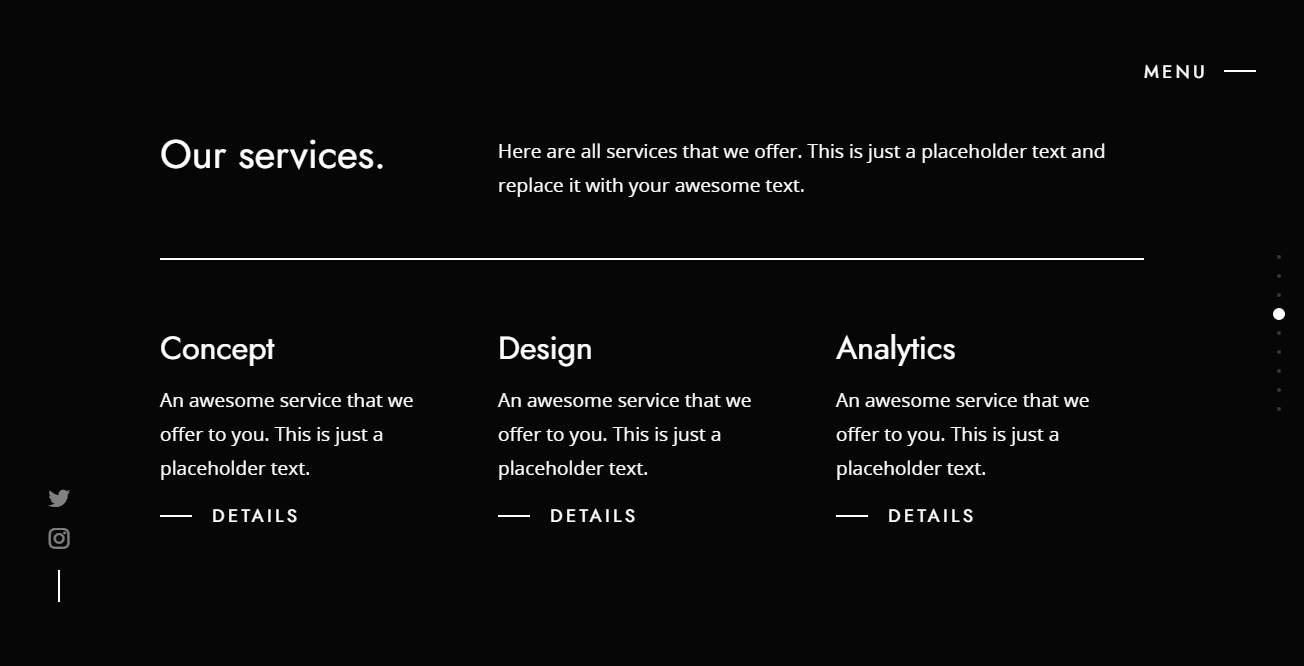 MENU
Our services.
Here are all services that we offer. This is just a placeholder text and
replace it with your awesome text.
Concept
An awesome service that we
offer to you. This is just a
placeholder text.
DETAILS
Design
An awesome service that we
offer to you. This is just a
placeholder text.
DETAILS
Analytics
An awesome service that we
offer to you. This is just a
placeholder text.
DETAILS